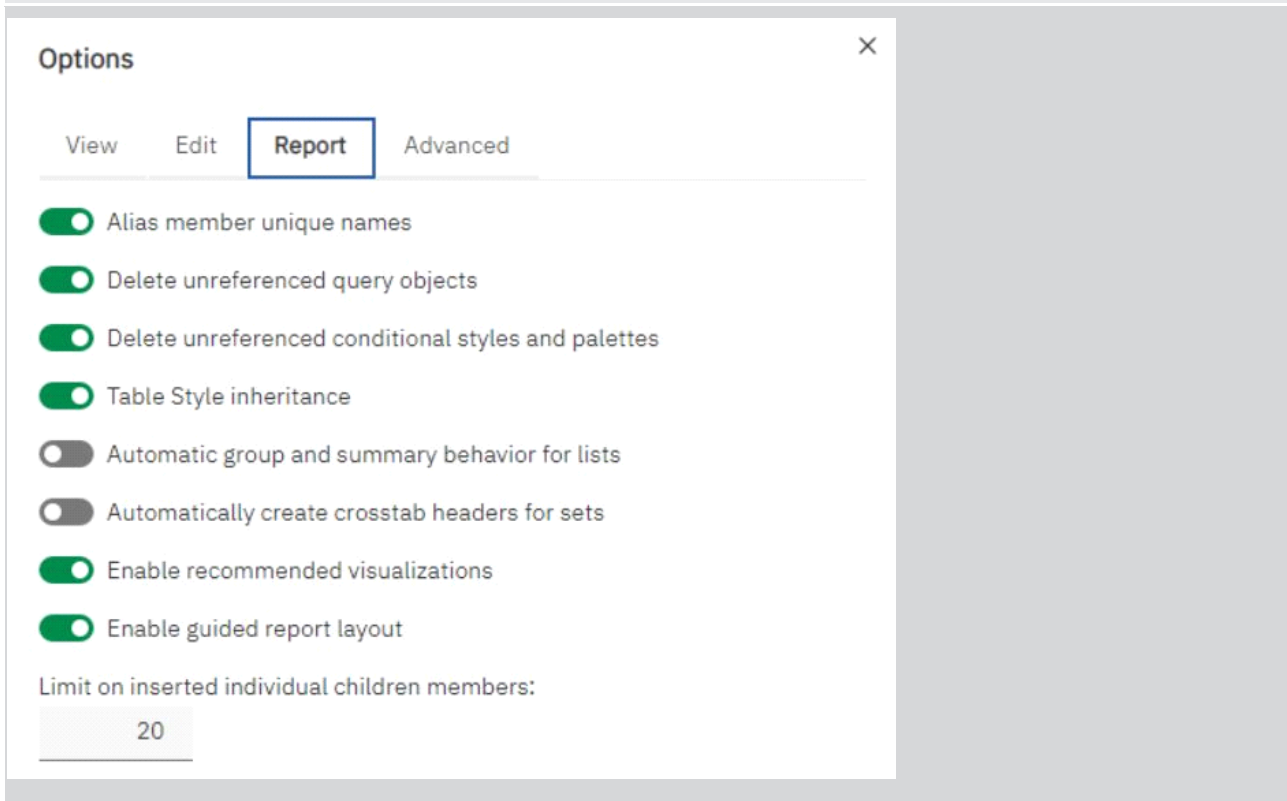 Options
View Edit Report Advanced
Alias member unique names
Delete unreferenced query objects
Delete unreferenced conditional styles and palettes
Table Style inheritance
Automatic group and summary behavior for lists
Automatically create crosstab headers for sets
Enable recommended visualizations
Enable guided report layout
Limit on inserted individual children members:
20